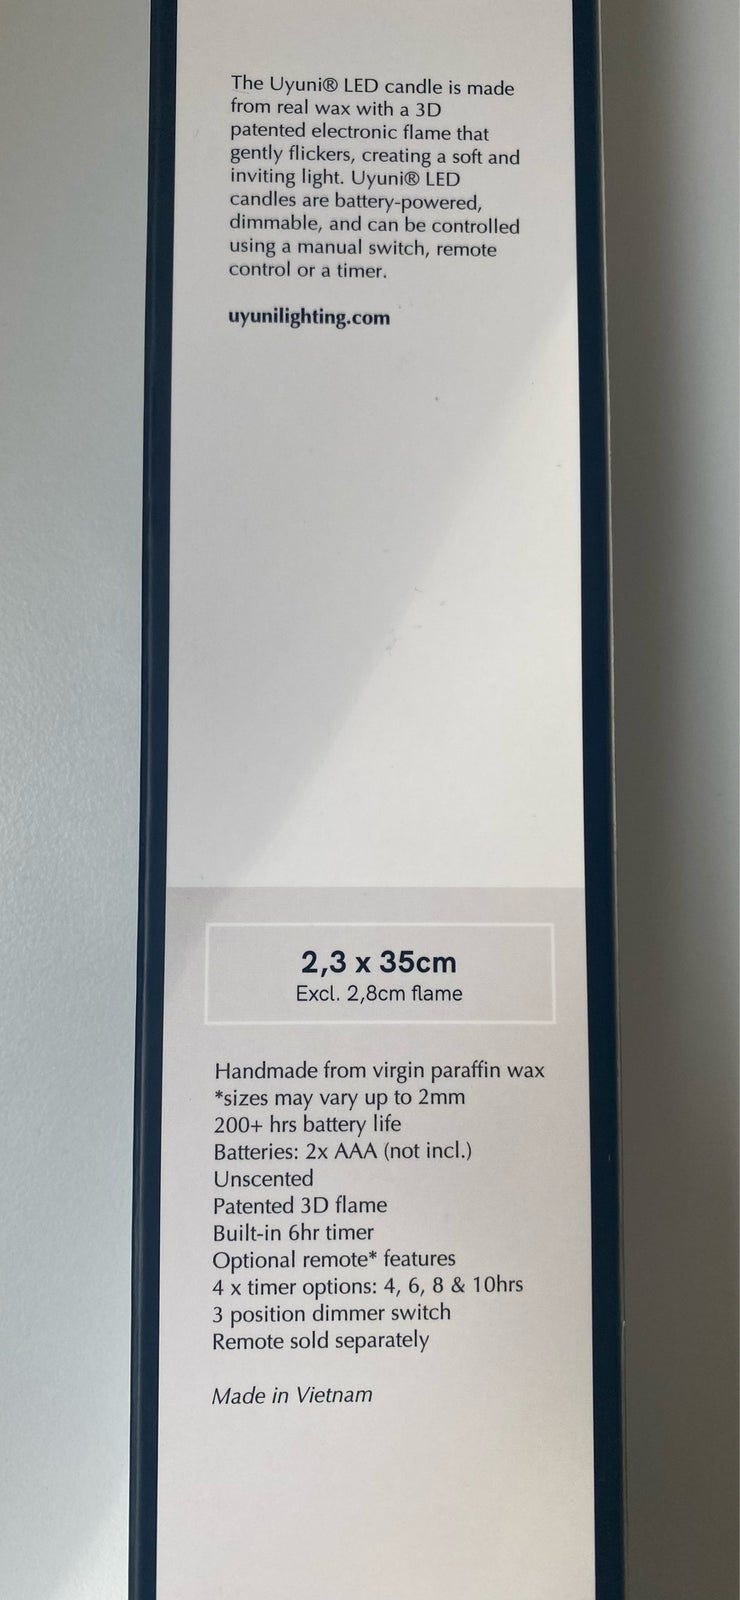 The Uyuni® LED candle is made
from real wax with a 3D
patented electronic flame that
gently flickers, creating a soft and
inviting light. Uyuni® LED
candles are battery-powered,
dimmable, and can be controlled
using a manual switch, remote
control or a timer.
uyunilighting.com
2,3 x 35cm
Excl. 2,8cm flame
Handmade from virgin paraffin wax
*sizes may vary up to 2mm
200+ hrs battery life
Batteries: 2x AAA (not incl.)
Unscented
Patented 3D flame
Built-in 6hr timer
Optional remote* features
4 x timer options: 4, 6, 8 & 10hrs
3 position dimmer switch
Remote sold separately
Made in Vietnam